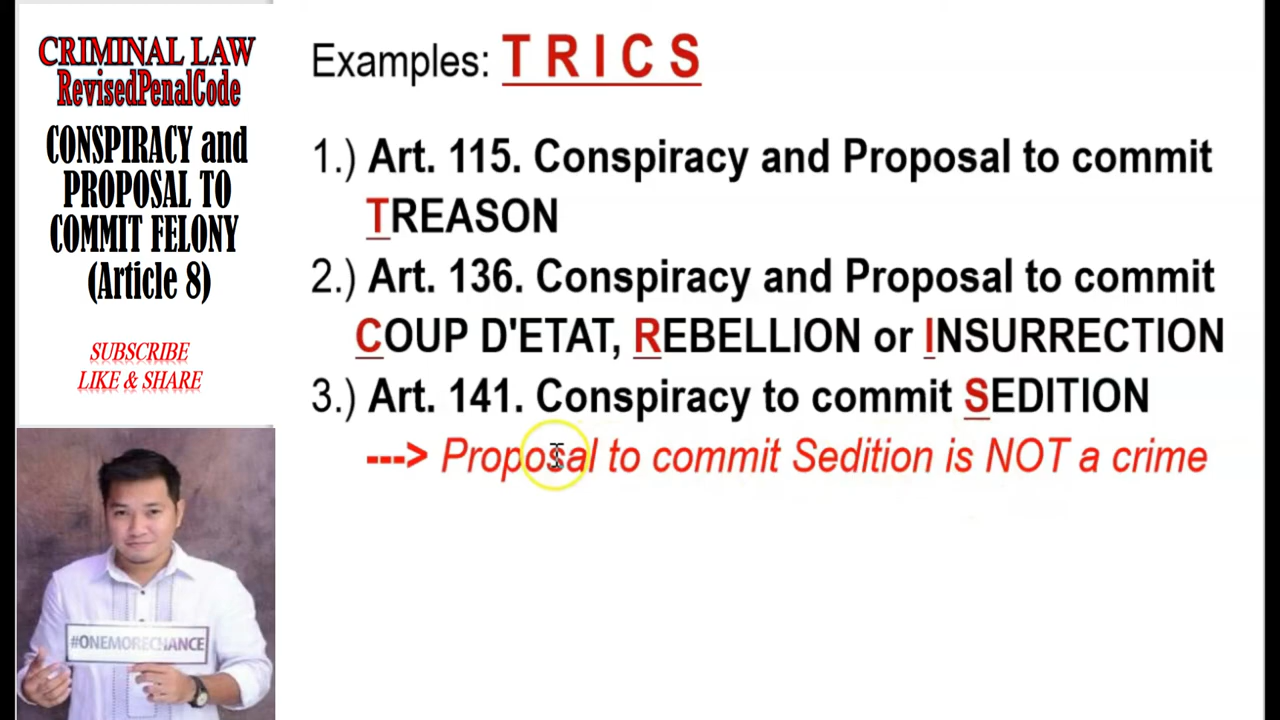 CRIMINAL LAW
RevisedPenalCode
CONSPIRACY and
PROPOSAL TO
COMMIT FELONY
(Article 8)
SUBSCRIBE
LIKE & SHARE
#ONEMORECHANCE
Examples: T R I C S
1.) Art. 115. Conspiracy and Proposal to commit
TREASON
2.) Art. 136. Conspiracy and Proposal to commit
COUP D'ETAT, REBELLION or INSURRECTION
3.) Art. 141. Conspiracy to commit SEDITION
---> Proposal to commit Sedition is NOT a crime